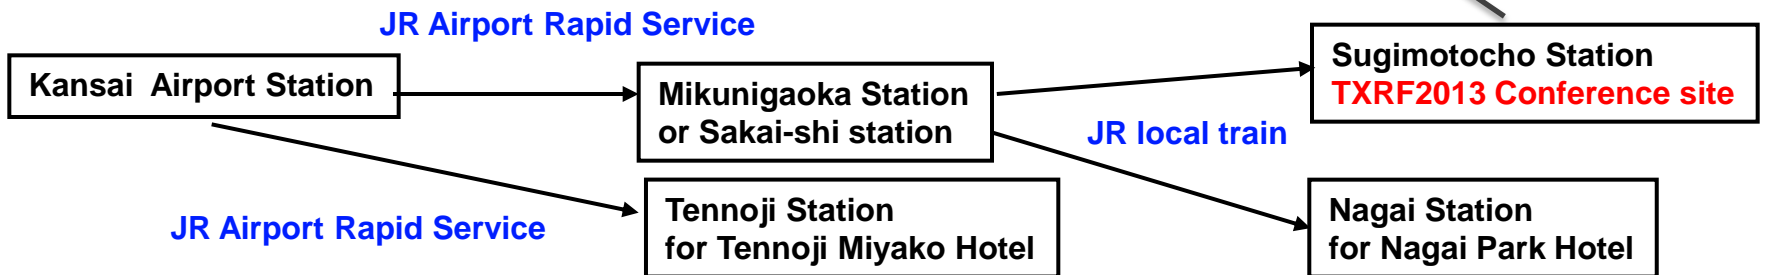 JR Airport Rapid Service
Kansai Airport Station
Mikunigaoka Station
or Sakai-shi station
Sugimotocho Station
TXRF2013 Conference site
JR local train
JR Airport Rapid Service
Tennoji Station
for Tennoji Miyako Hotel
Nagai Station
for Nagai Park Hotel